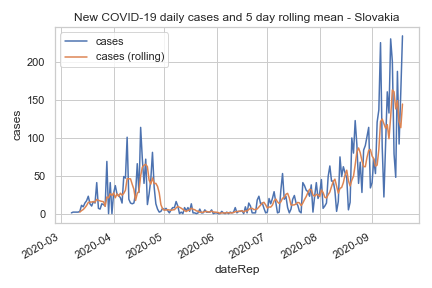 New COVID-19 daily cases and 5 day rolling mean - Slovakia
cases
cases (rolling)
200
150
100
50
0
cases
2020-03
2020-04
2020-05
2020-06
2020-07
2020-08
2020-09
dateRep